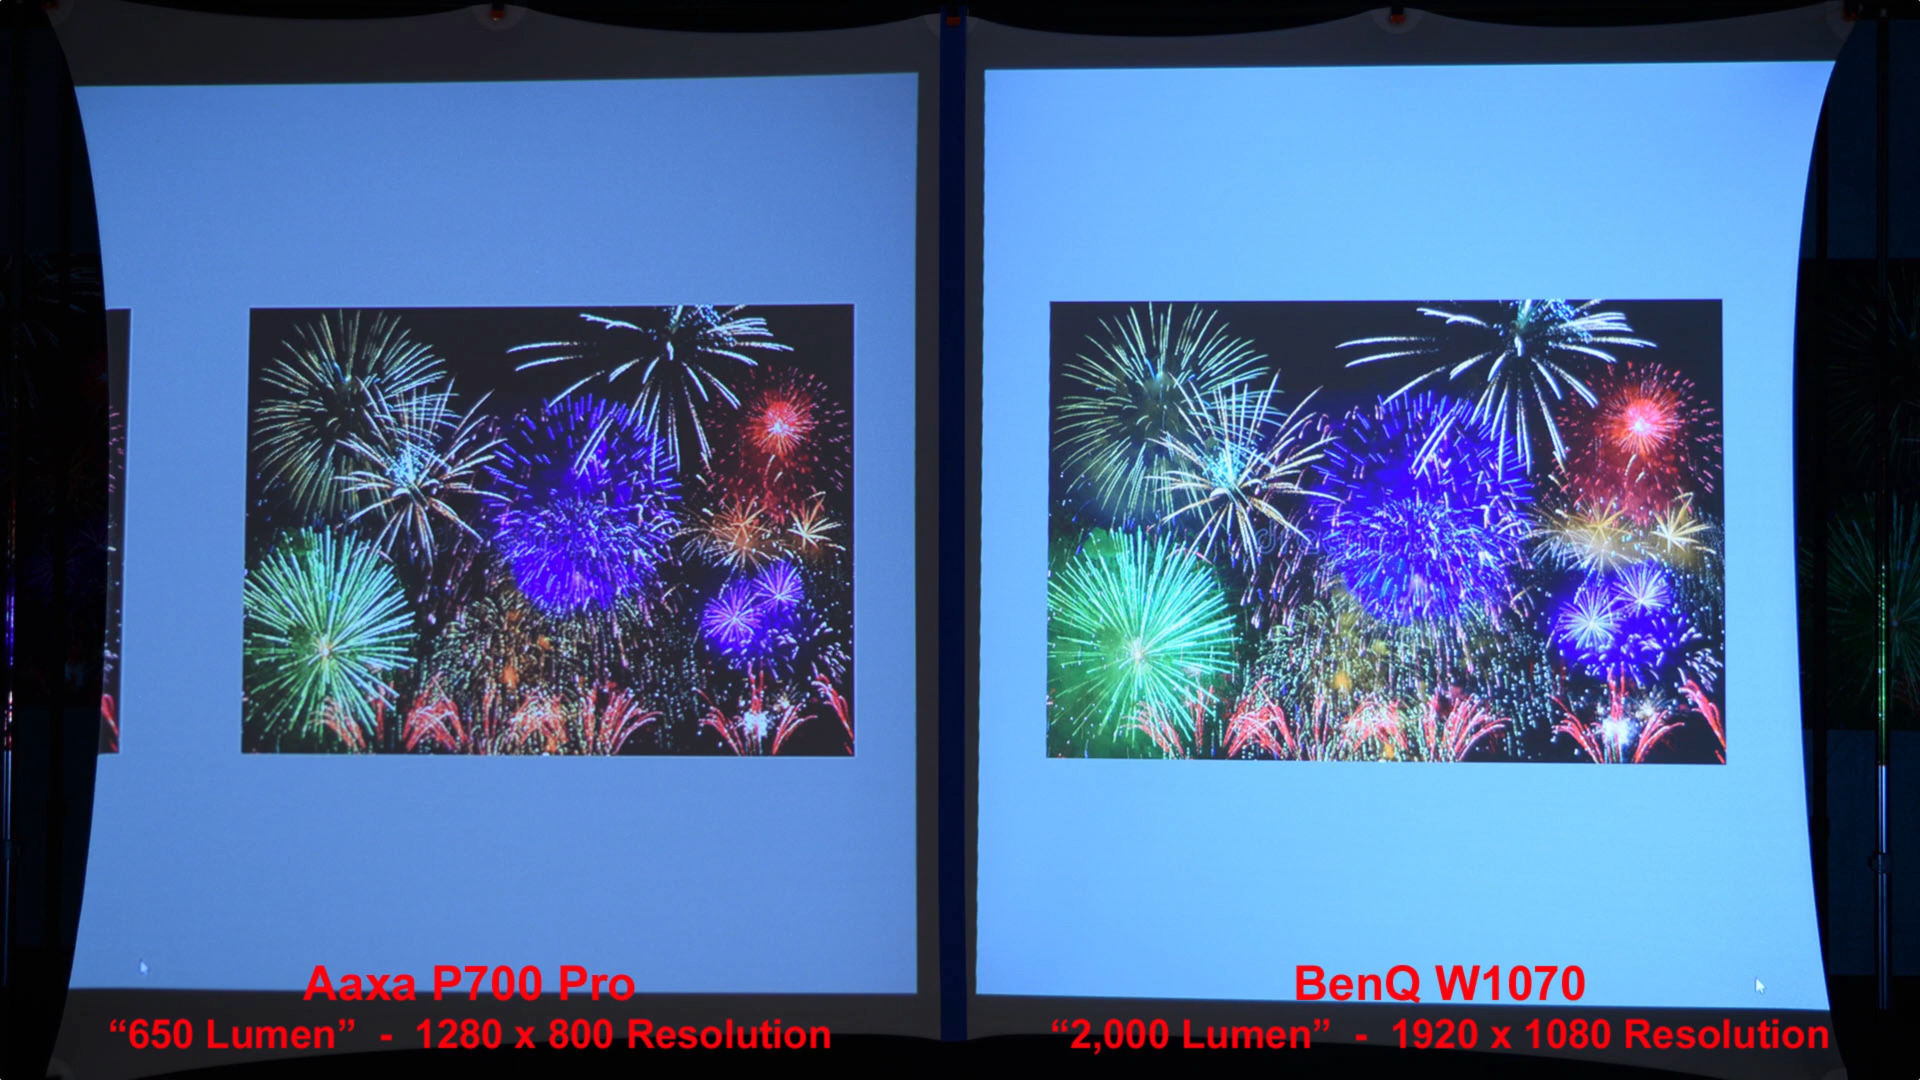 Aaxa P700 Pro
“650 Lumen” - 1280 x 800 Resolution
BenQ W1070
“2,000 Lumen” - 1920 x 1080 Resolution